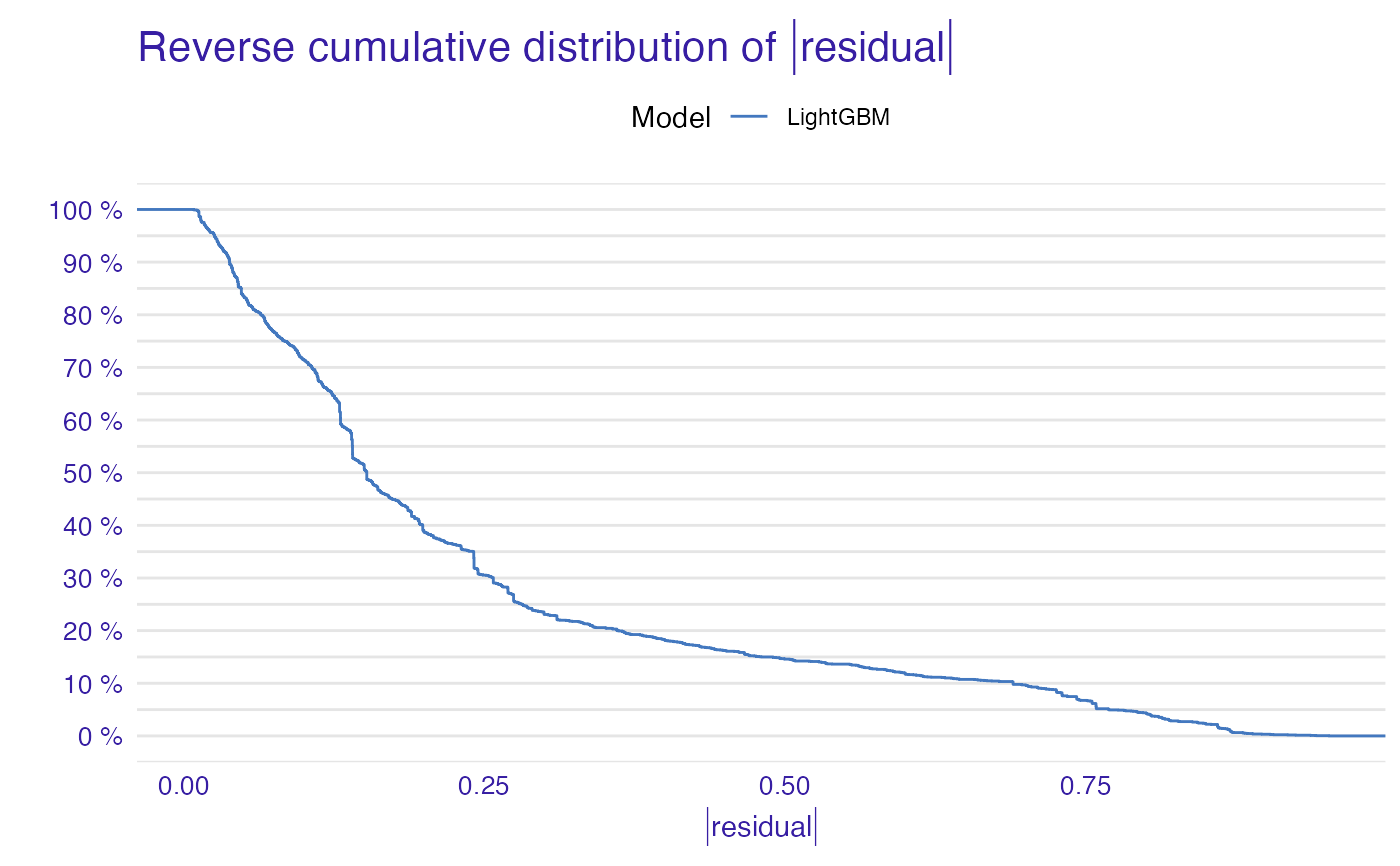 Reverse cumulative distribution of |residual|
Model LightGBM
100 %
90 %
80 %
70 %
60 %
50 %
40 %
30 %
20 %
10 %
0 %
0.00 0.25 0.50 0.75
|residual|